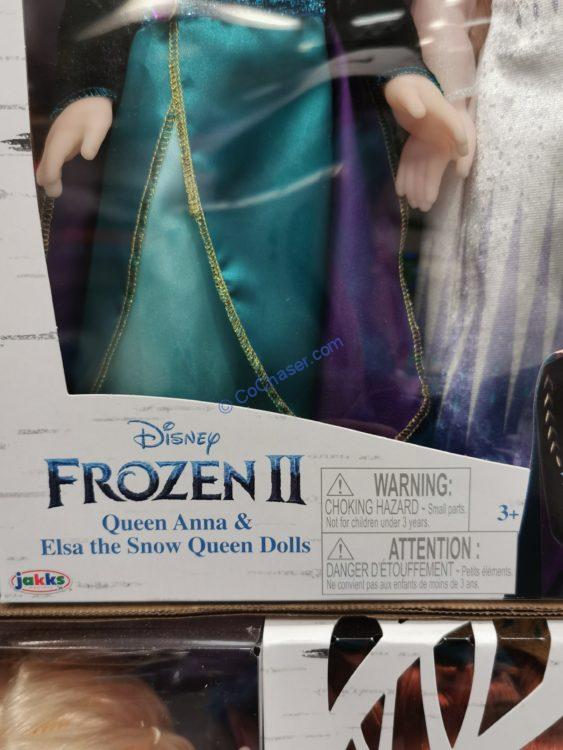 © CoChaser.com
Disney
FROZEN II
Queen Anna &
Elsa the Snow Queen Dolls
jakks
WARNING:
CHOKING HAZARD - Small parts.
Not for children under 3 years.
3+
ATTENTION :
DANGER D'ÉTOUFFEMENT - Petits éléments.
Ne convient pas aux enfants de moins de 3 ans.